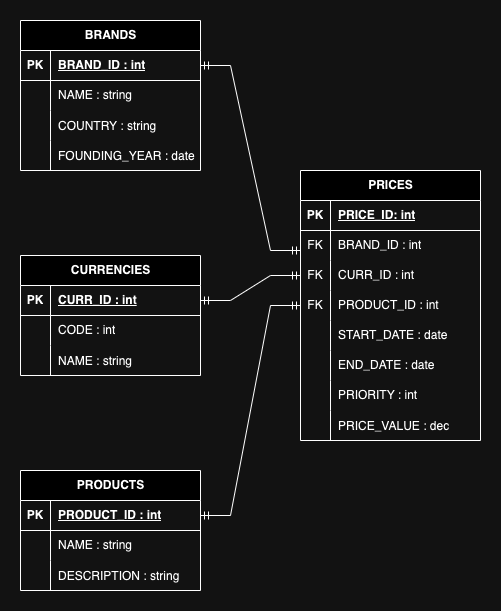 BRANDS
PK BRAND_ID : int
NAME : string
COUNTRY : string
FOUNDING_YEAR : date
PRICES
PK PRICE_ID: int
FK BRAND_ID : int
FK CURR_ID : int
FK PRODUCT_ID : int
START_DATE : date
END_DATE : date
PRIORITY : int
PRICE_VALUE : dec
CURRENCIES
PK CURR_ID : int
CODE : int
NAME : string
PRODUCTS
PK PRODUCT_ID : int
NAME : string
DESCRIPTION : string